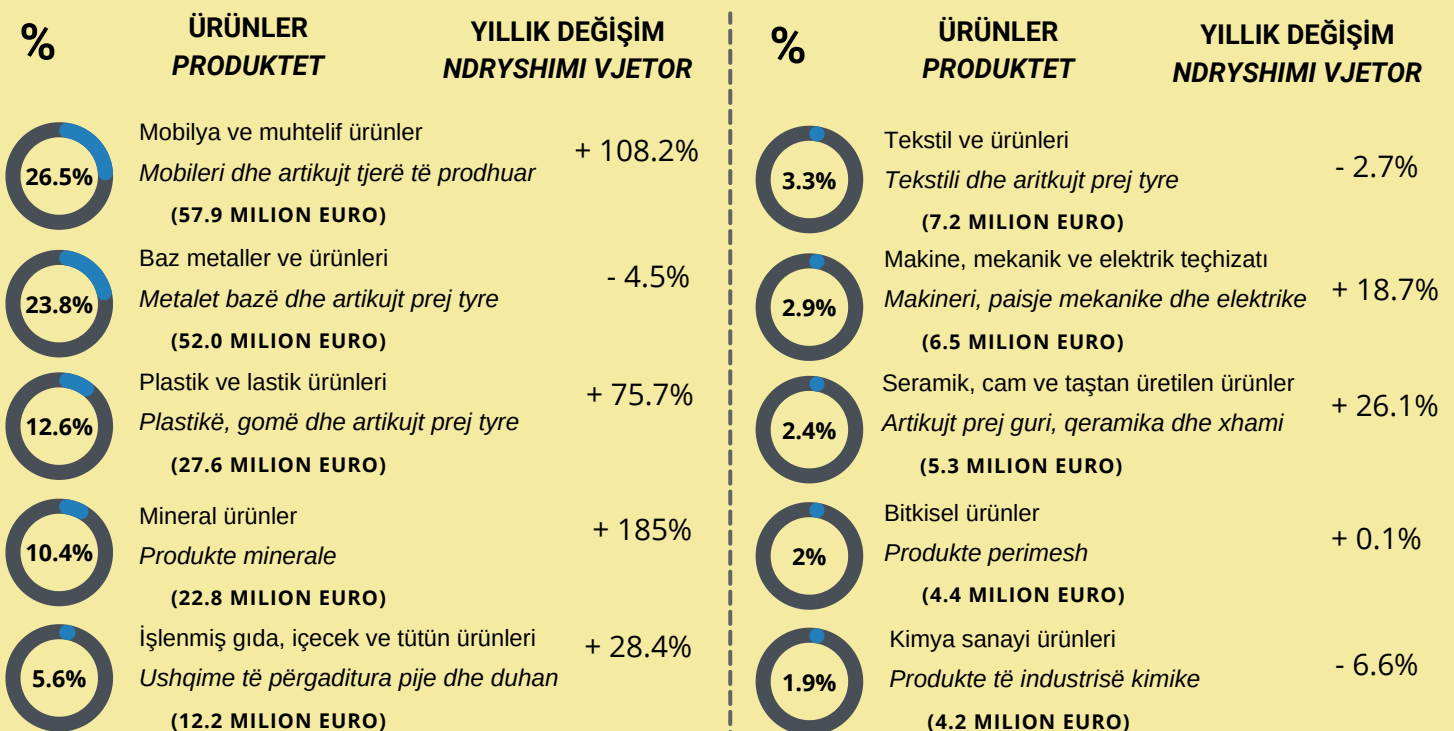 %
ÜRÜNLER
PRODUKTET
YILLIK DEĞİŞİM
NDRYSHIMI VJETOR
26.5%
Mobilya ve muhtelif ürünler
Mobileri dhe artikujt tjerë të prodhuar
(57.9 MILION EURO)
+ 108.2%
23.8%
Baz metaller ve ürünleri
Metalet bazë dhe artikujt prej tyre
(52.0 MILION EURO)
- 4.5%
12.6%
Plastik ve lastik ürünleri
Plastikë, gomë dhe artikujt prej tyre
(27.6 MILION EURO)
+ 75.7%
10.4%
Mineral ürünler
Produkte minerale
(22.8 MILION EURO)
+ 185%
5.6%
İşlenmiş gıda, içecek ve tütün ürünleri
Ushqime të përgaditura pije dhe duhan
(12.2 MILION EURO)
+ 28.4%
%
ÜRÜNLER
PRODUKTET
YILLIK DEĞİŞİM
NDRYSHIMI VJETOR
3.3%
Tekstil ve ürünleri
Tekstili dhe aritkujt prej tyre
(7.2 MILION EURO)
- 2.7%
2.9%
Makine, mekanik ve elektrik teçhizatı
Makineri, paisje mekanike dhe elektrike
(6.5 MILION EURO)
+ 18.7%
2.4%
Seramik, cam ve taştan üretilen ürünler
Artikujt prej guri, qeramika dhe xhami
(5.3 MILION EURO)
+ 26.1%
2%
Bitkisel ürünler
Produkte perimesh
(4.4 MILION EURO)
+ 0.1%
1.9%
Kimya sanayi ürünleri
Produkte të industrisë kimike
(4.2 MILION EURO)
- 6.6%